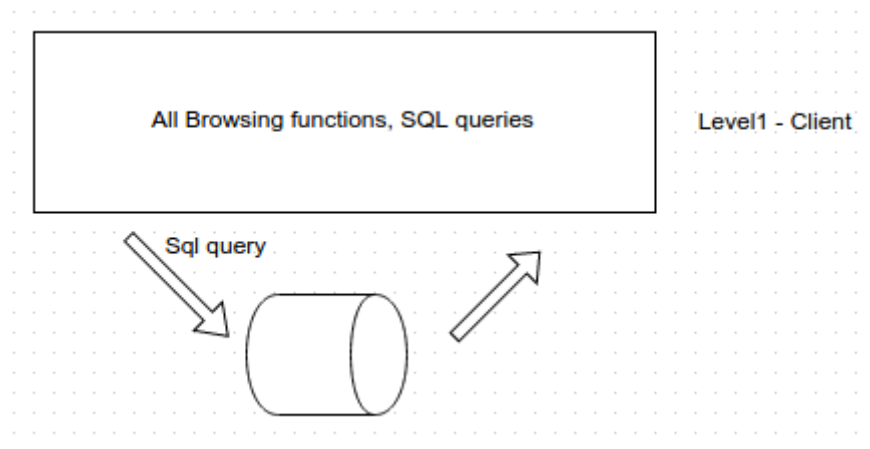 All Browsing functions, SQL queries
Level1 - Client
Sql query